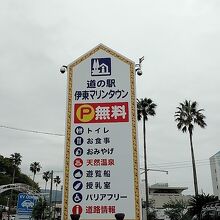 道の駅
伊東マリンタウン
P無料
トイレ
お食事
おみやげ
天然温泉
遊覧船
授乳室
バリアフリー
i 道路情報